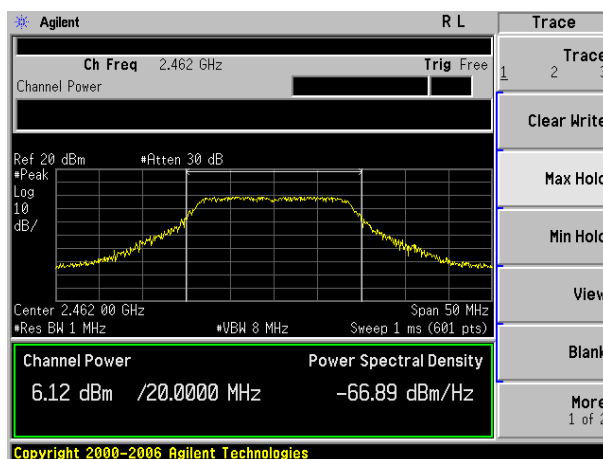 Agilent R L Trace
Ch Freq 2.462 GHz Trig Free
Channel Power
Trace
1 2 3
Clear Write
Max Hold
Min Hold
View
Blank
More
1 of 2
Ref 20 dBm #Atten 30 dB
#Peak
Log
10
dB/
Center 2.462 00 GHz Span 50 MHz
#Res BW 1 MHz #VBW 8 MHz Sweep 1 ms (601 pts)
Channel Power Power Spectral Density
6.12 dBm /20.0000 MHz -66.89 dBm/Hz
Copyright 2000-2006 Agilent Technologies